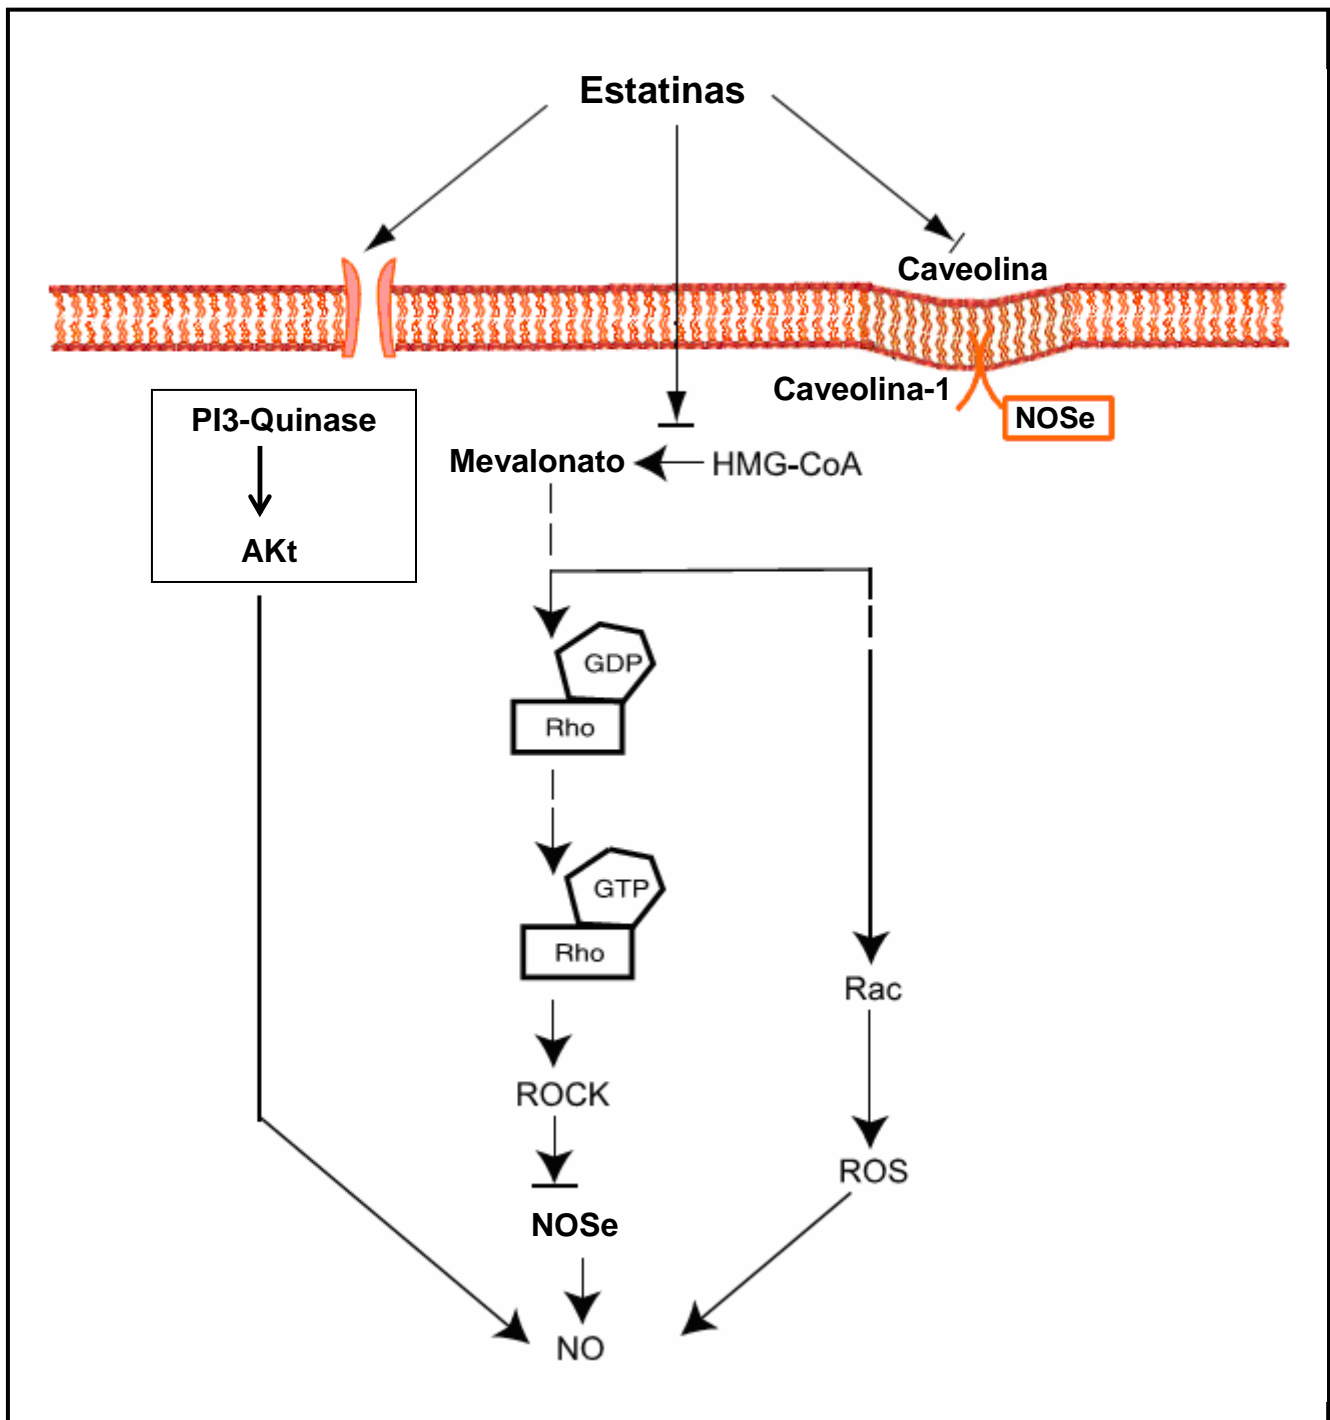 Estatinas
Caveolina
Caveolina-1
NOSe
PI3-Quinase
AKt
Mevalonato
HMG-CoA
GDP
Rho
GTP
Rho
Rac
ROCK
ROS
NOSe
NO